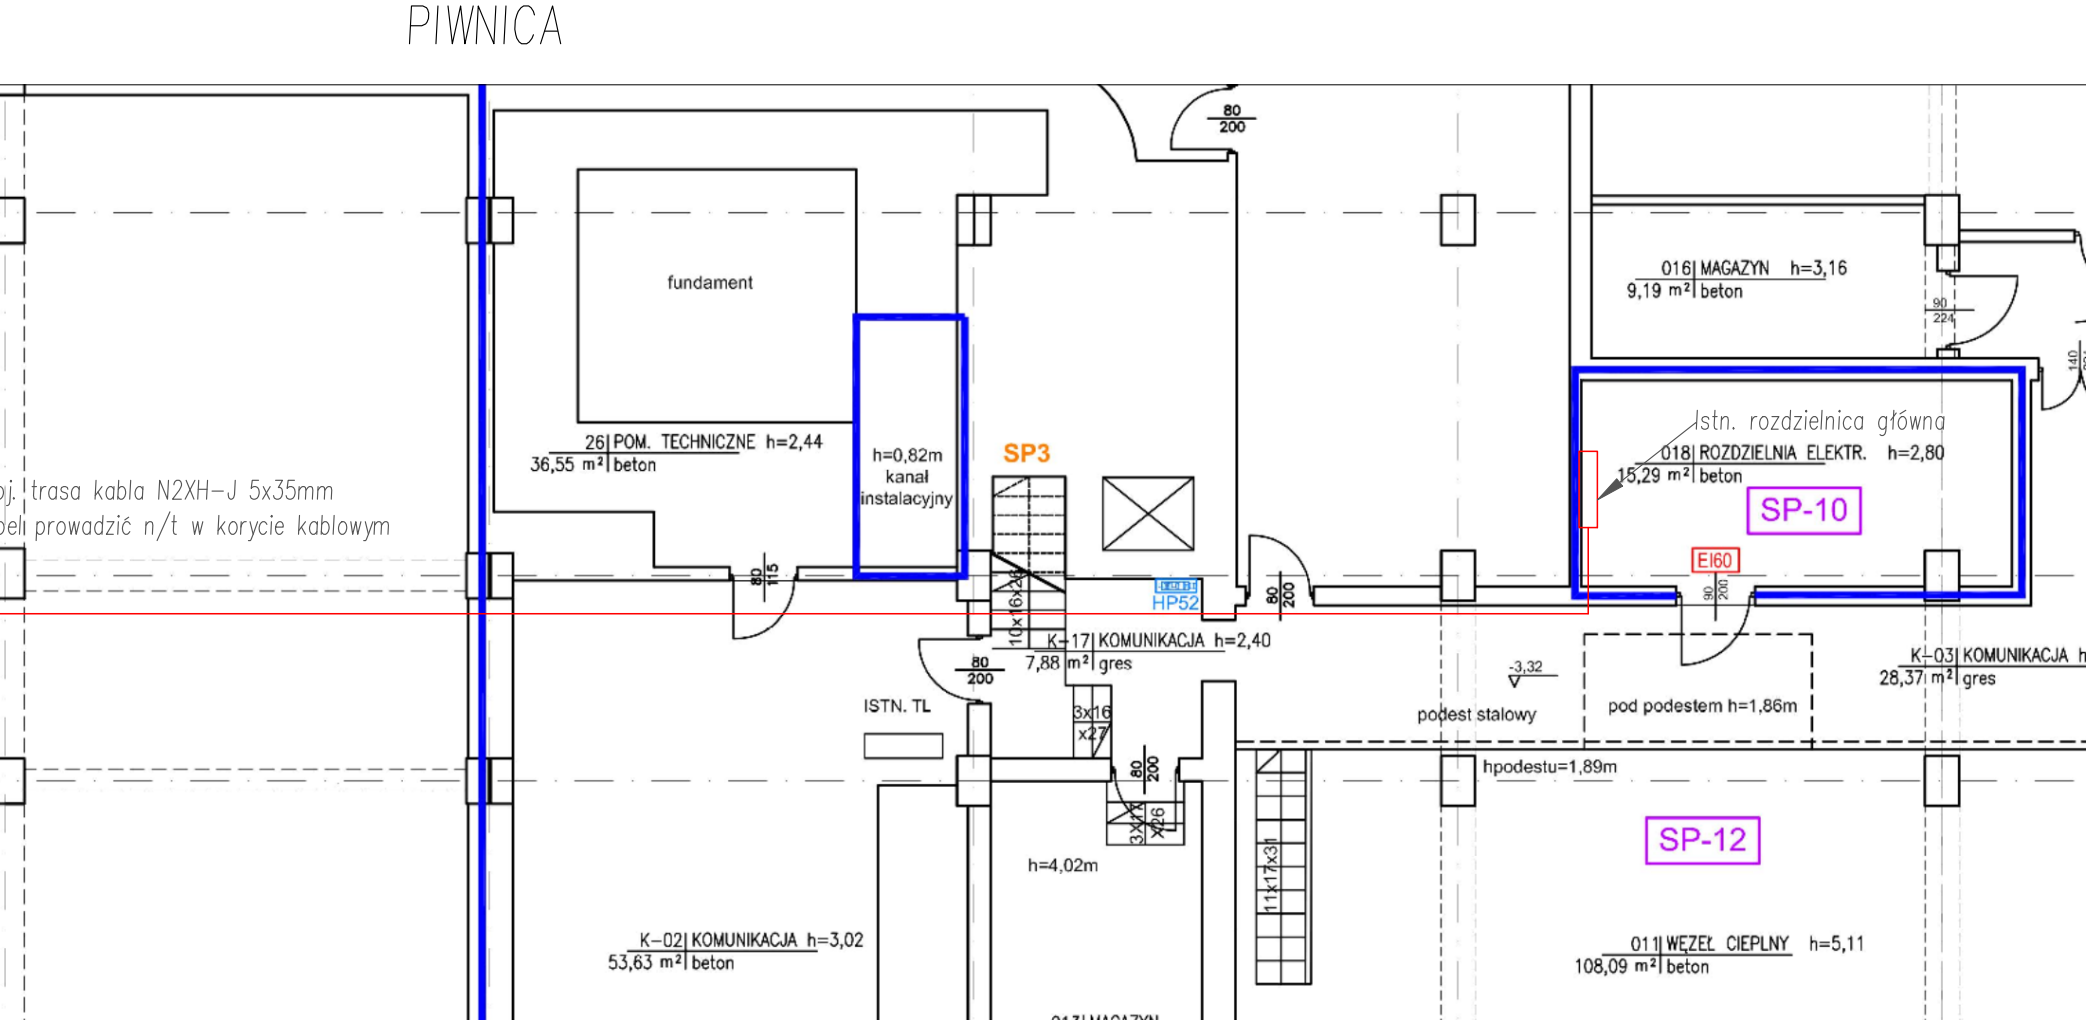 PIWNICA
80
200
fundament
016 MAGAZYN h=3,16
9,19 m² beton
90
224
140
Istn. rozdzielnica główna
26 POM. TECHNICZNE h=2,44
36,55 m² beton
h=0,82m
kanał
instalacyjny
SP3
018 ROZDZIELNIA ELEKTR. h=2,80
15,29 m² beton
SP-10
trasa kabla N2XH-J 5x35mm
prowadzić n/t w korycie kablowym
EI60
80
115
10x16x26
HP52
80
200
90
200
K-17 KOMUNIKACJA h=2,40
7,88 m² gres
80
200
-3,32
K-03 KOMUNIKACJA h
28,37 m² gres
ISTN. TL
3x16
x27
podest stalowy
pod podestem h=1,86m
80
200
hpodestu=1,89m
3x17
x26
11x17x31
SP-12
h=4,02m
K-02 KOMUNIKACJA h=3,02
53,63 m² beton
011 WĘZEŁ CIEPLNY h=5,11
108,09 m² beton
013 MAGAZYN